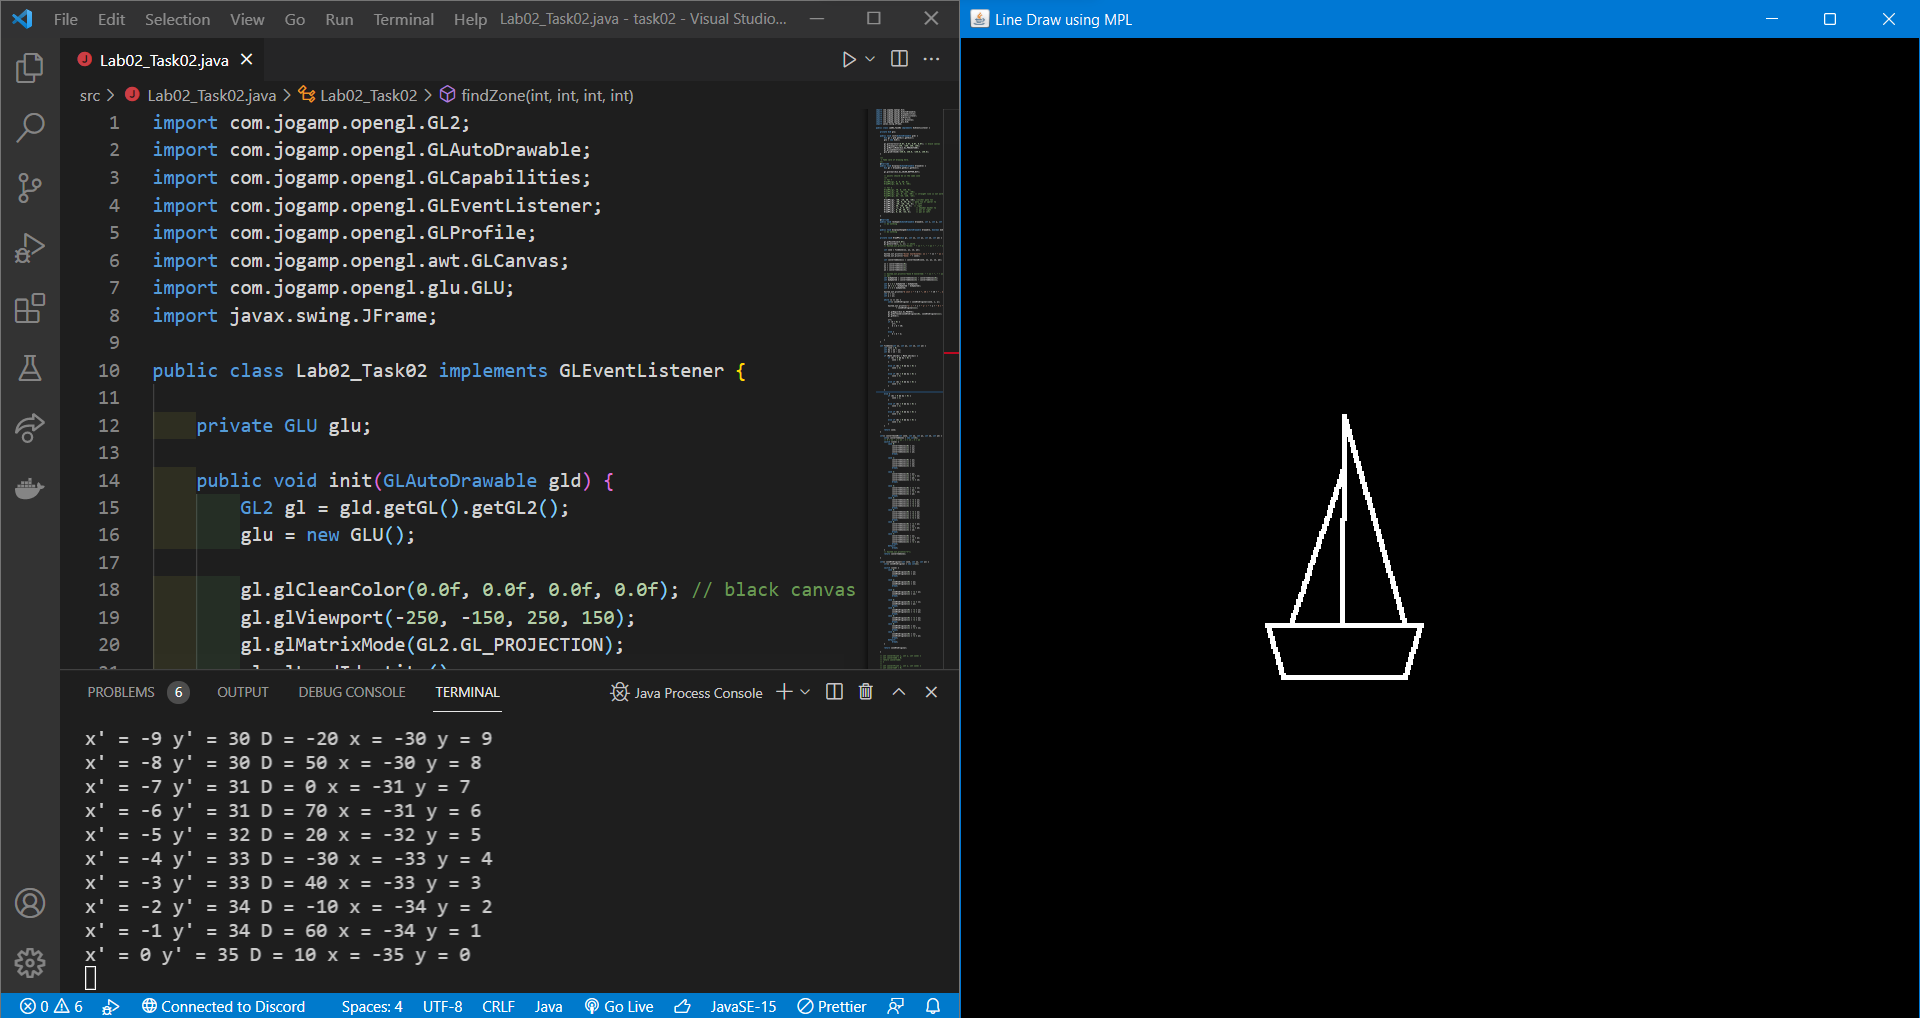 File Edit Selection View Go Run Terminal Help Lab02_Task02.java - task02 - Visual Studio...
Line Draw using MPL
Lab02_Task02.java
src > Lab02_Task02.java > Lab02_Task02 > findZone(int, int, int, int)
1 import com.jogamp.opengl.GL2;
2 import com.jogamp.opengl.GLAutoDrawable;
3 import com.jogamp.opengl.GLCapabilities;
4 import com.jogamp.opengl.GLEventListener;
5 import com.jogamp.opengl.GLProfile;
6 import com.jogamp.opengl.awt.GLCanvas;
7 import com.jogamp.opengl.glu.GLU;
8 import javax.swing.JFrame;
9
10 public class Lab02_Task02 implements GLEventListener {
11
12 private GLU glu;
13
14 public void init(GLAutoDrawable gld) {
15 GL2 gl = gld.getGL().getGL2();
16 glu = new GLU();
17
18 gl.glClearColor(0.0f, 0.0f, 0.0f, 0.0f); // black canvas
19 gl.glViewport(-250, -150, 250, 150);
20 gl.glMatrixMode(GL2.GL_PROJECTION);
PROBLEMS 6 OUTPUT DEBUG CONSOLE TERMINAL Java Process Console
x' = -9 y' = 30 D = -20 x = -30 y = 9
x' = -8 y' = 30 D = 50 x = -30 y = 8
x' = -7 y' = 31 D = 0 x = -31 y = 7
x' = -6 y' = 31 D = 70 x = -31 y = 6
x' = -5 y' = 32 D = 20 x = -32 y = 5
x' = -4 y' = 33 D = -30 x = -33 y = 4
x' = -3 y' = 33 D = 40 x = -33 y = 3
x' = -2 y' = 34 D = -10 x = -34 y = 2
x' = -1 y' = 34 D = 60 x = -34 y = 1
x' = 0 y' = 35 D = 10 x = -35 y = 0
0 6 Connected to Discord Spaces: 4 UTF-8 CRLF Java Go Live JavaSE-15 Prettier